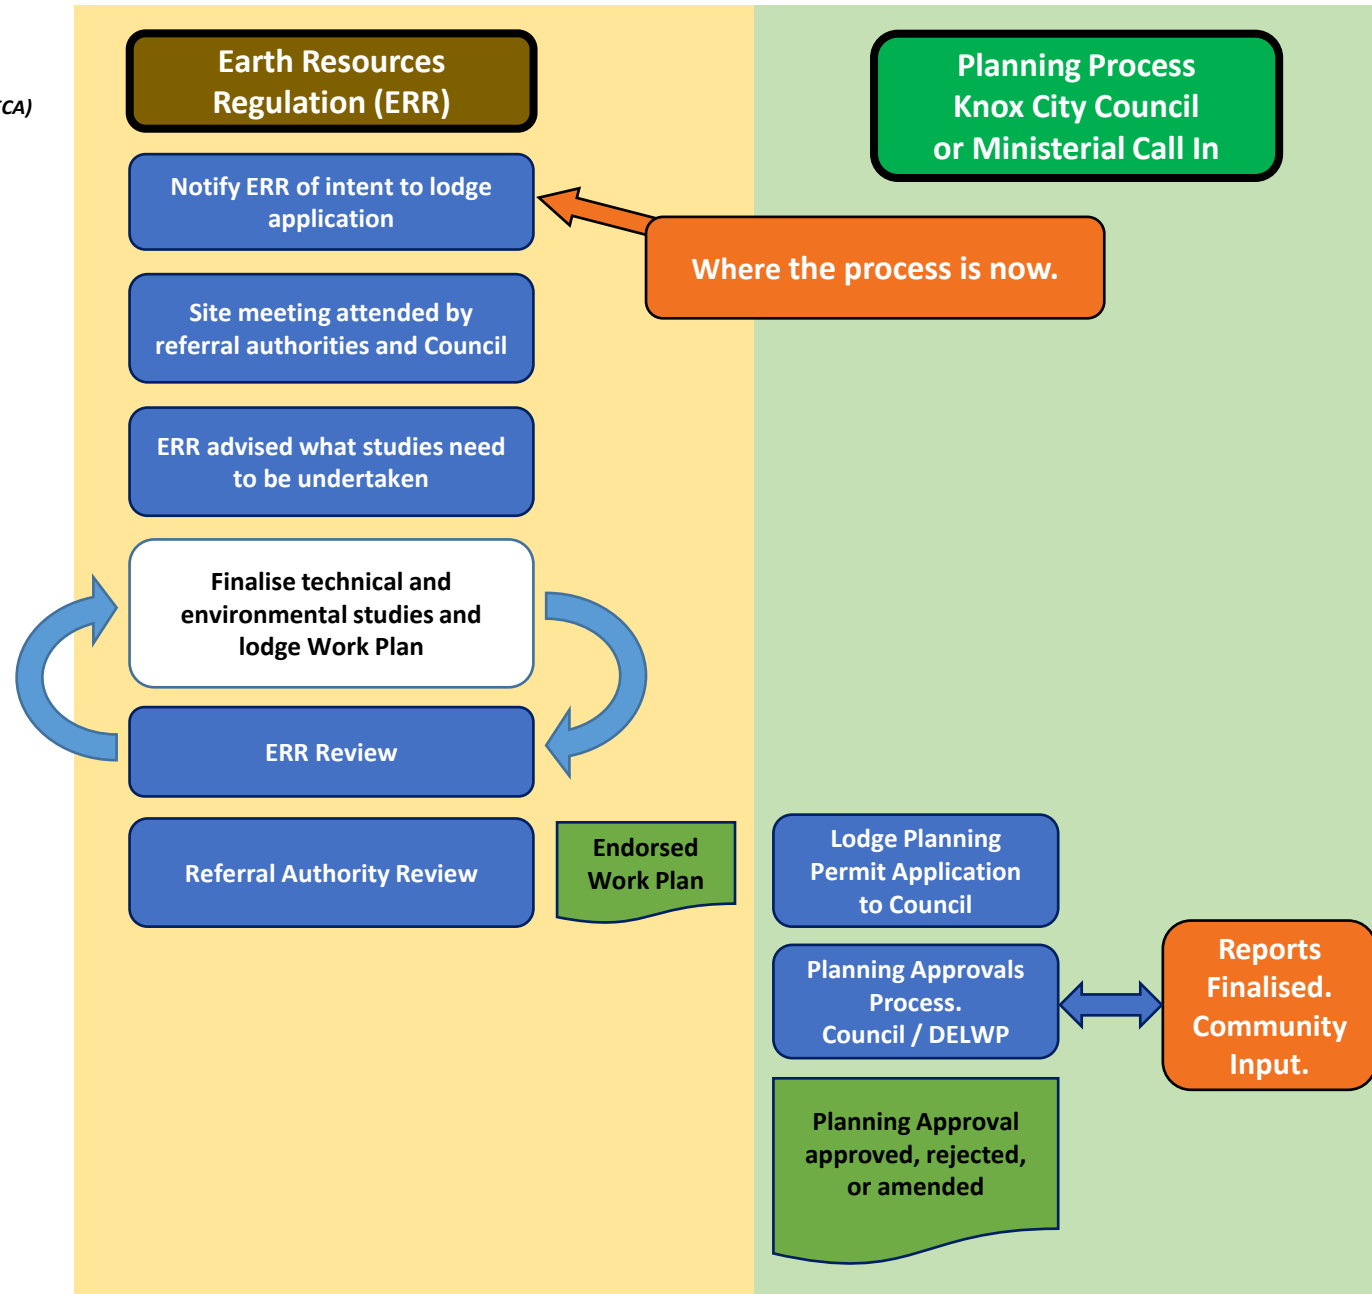 Earth Resources
Regulation (ERR)
Planning Process
Knox City Council
or Ministerial Call In
CA)
Notify ERR of intent to lodge
application
Where the process is now.
Site meeting attended by
referral authorities and Council
ERR advised what studies need
to be undertaken
Finalise technical and
environmental studies and
lodge Work Plan
ERR Review
Referral Authority Review
Endorsed
Work Plan
Lodge Planning
Permit Application
to Council
Planning Approvals
Process.
Council / DELWP
Reports
Finalised.
Community
Input.
Planning Approval
approved, rejected,
or amended